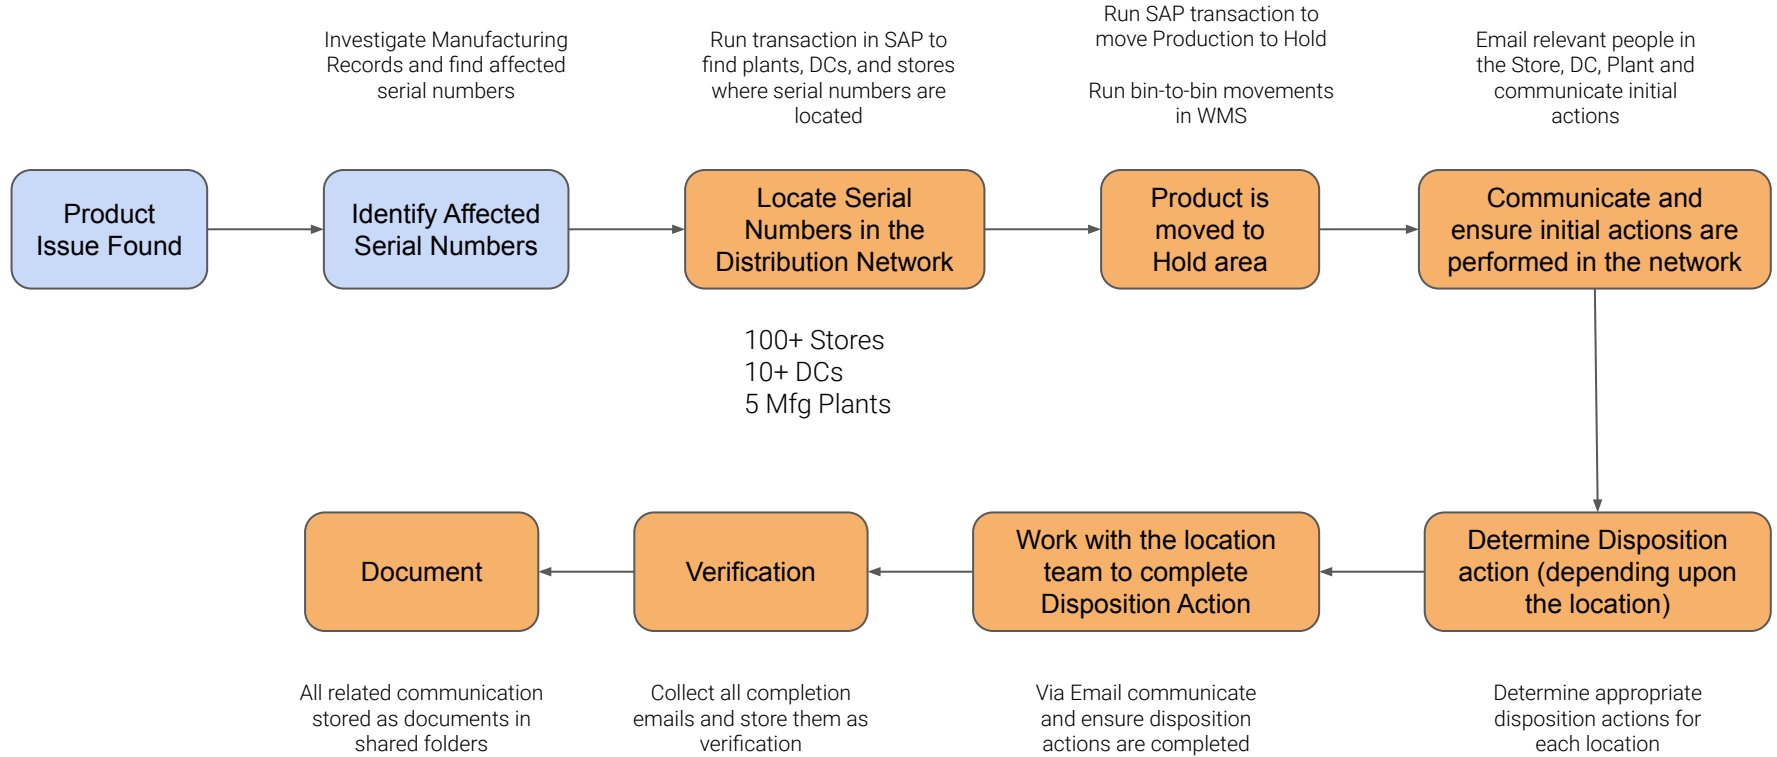 Investigate Manufacturing
Records and find affected
serial numbers
Run transaction in SAP to
find plants, DCs, and stores
where serial numbers are
located
Run SAP transaction to
move Production to Hold
Run bin-to-bin movements
in WMS
Email relevant people in
the Store, DC, Plant and
communicate initial
actions
Product
Issue Found
Identify Affected
Serial Numbers
Locate Serial
Numbers in the
Distribution Network
Product is
moved to
Hold area
Communicate and
ensure initial actions are
performed in the network
100+ Stores
10+ DCs
5 Mfg Plants
Document
Verification
Work with the location
team to complete
Disposition Action
Determine Disposition
action (depending upon
the location)
All related communication
stored as documents in
shared folders
Collect all completion
emails and store them as
verification
Via Email communicate
and ensure disposition
actions are completed
Determine appropriate
disposition actions for
each location